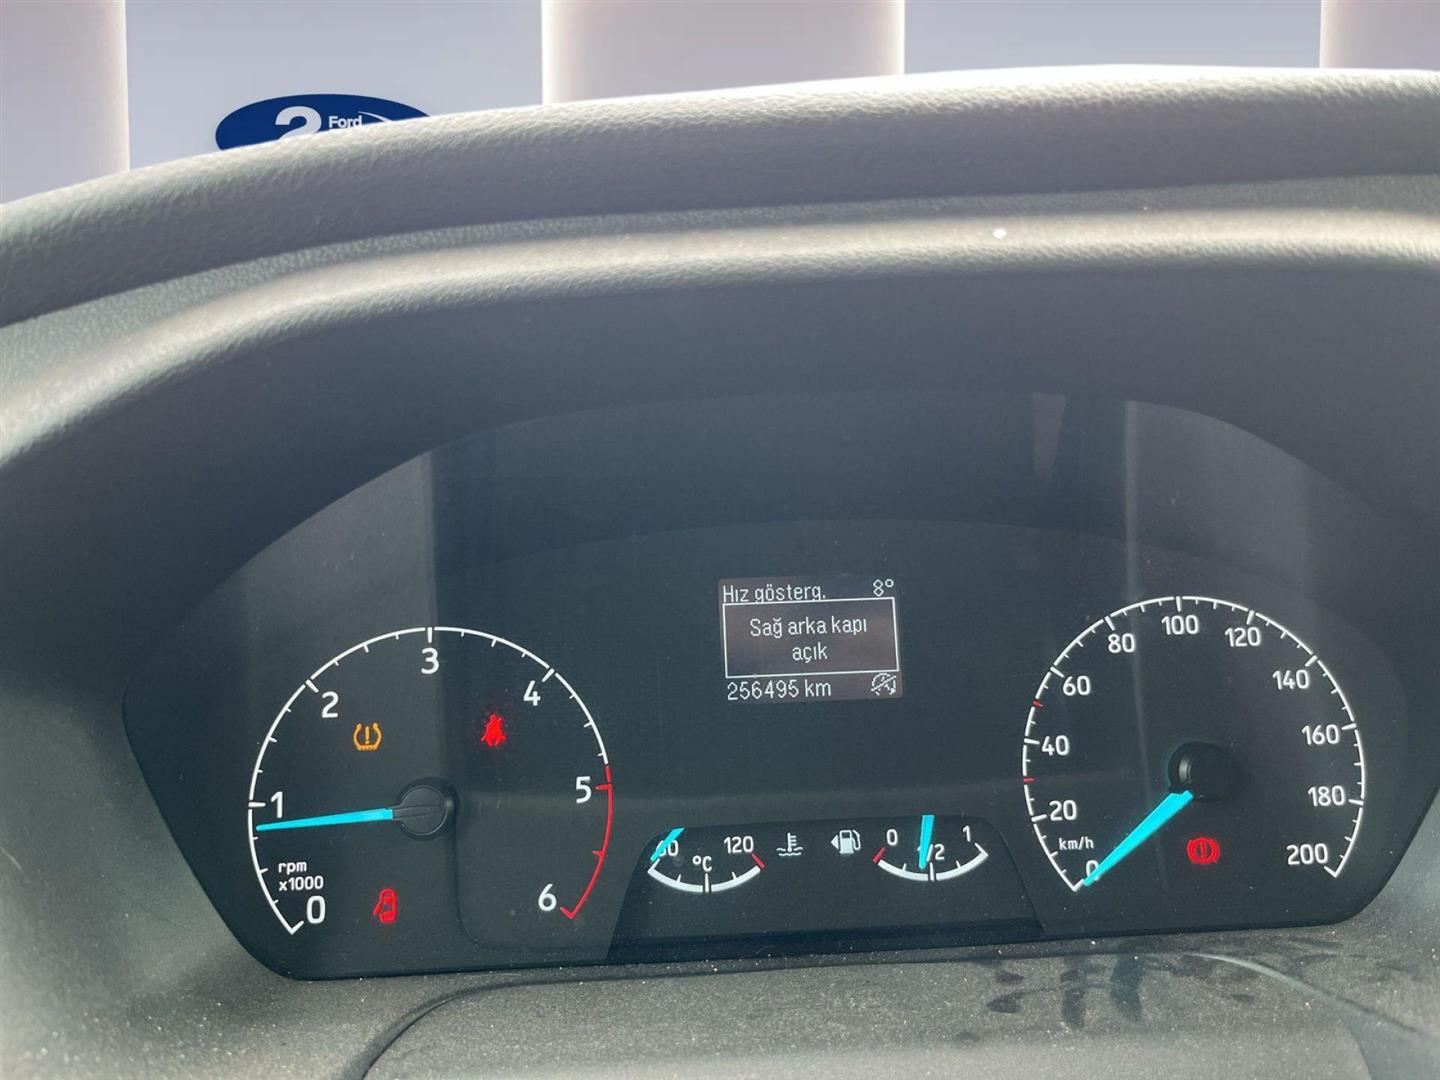 2 Ford
Hız gösterg. 8°
Sağ arka kapı
açık
256495 km
0 1 2 3 4 5 6
rpm
x1000
120
°C
0 1/2 1
0 20 40 60 80 100 120 140 160 180 200
km/h